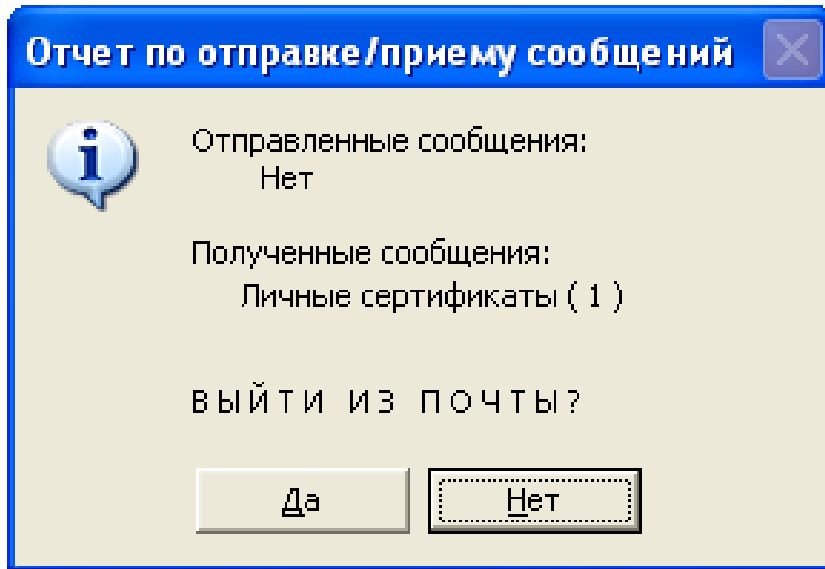 Отчет по отправке/приему сообщений
Отправленные сообщения:
Нет
Полученные сообщения:
Личные сертификаты ( 1 )
ВЫЙТИ ИЗ ПОЧТЫ?
Да
Нет